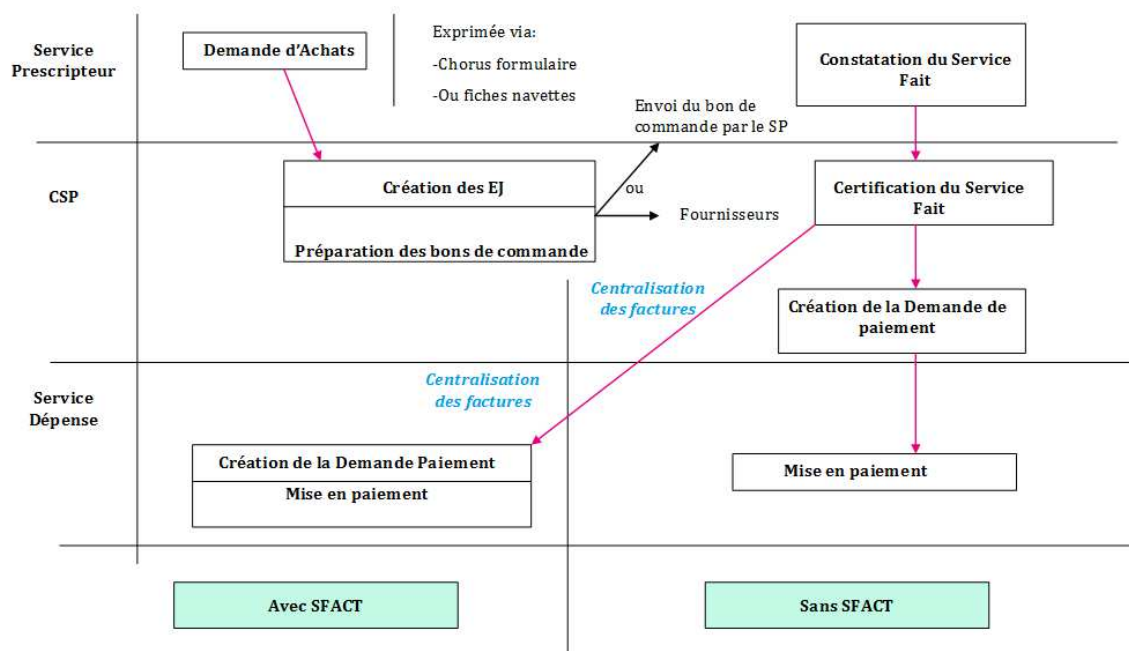 Service
Prescripteur
Demande d'Achats
Exprimée via:
-Chorus formulaire
-Ou fiches navettes
Constatation du Service
Fait
Envoi du bon de
commande par le SP
CSP
Création des EJ
Préparation des bons de commande
ou
Fournisseurs
Certification du Service
Fait
Centralisation
des factures
Création de la Demande de
paiement
Service
Dépense
Centralisation
des factures
Création de la Demande Paiement
Mise en paiement
Mise en paiement
Avec SFACT
Sans SFACT